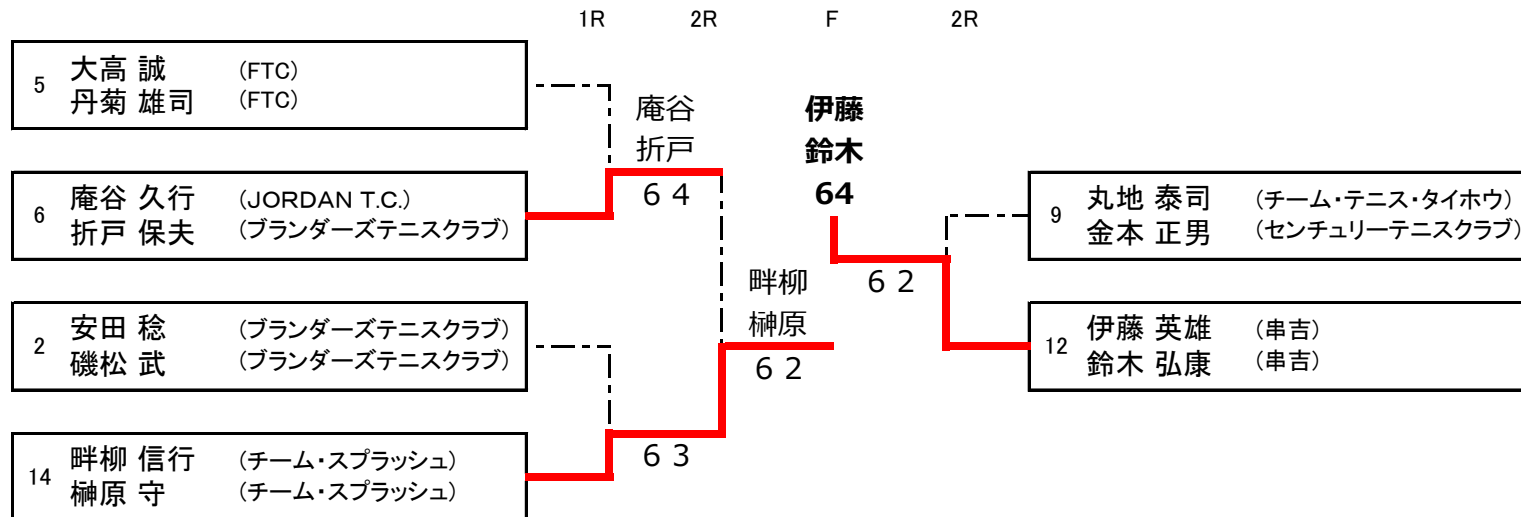 1R 2R F 2R
5 大高 誠 (FTC)
丹菊 雄司 (FTC)
庵谷
折戸
6 4
伊藤
鈴木
64
6 庵谷 久行 (JORDAN T.C.)
折戸 保夫 (ブランダーズテニスクラブ)
9 丸地 泰司 (チーム・テニス・タイホウ)
金本 正男 (センチュリーテニスクラブ)
畔柳
榊原
6 2
6 2
2 安田 稔 (ブランダーズテニスクラブ)
磯松 武 (ブランダーズテニスクラブ)
12 伊藤 英雄 (串吉)
鈴木 弘康 (串吉)
6 3
14 畔柳 信行 (チーム・スプラッシュ)
榊原 守 (チーム・スプラッシュ)